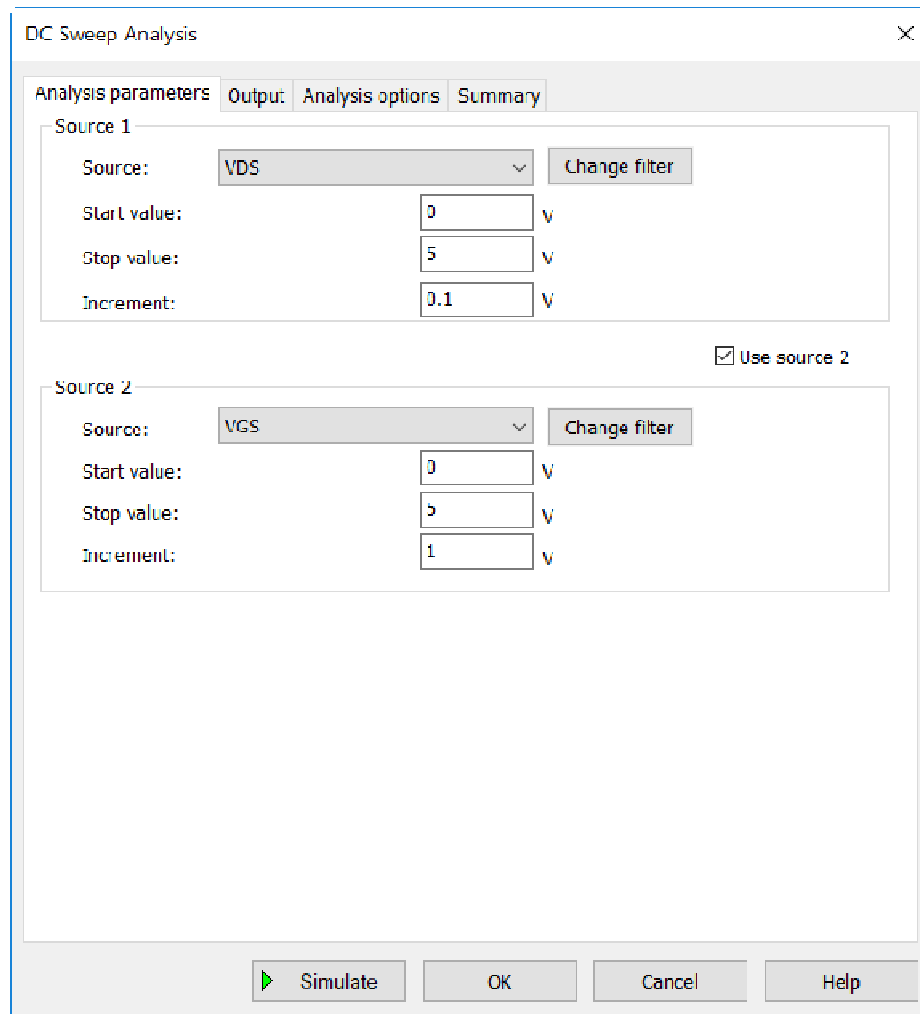 DC Sweep Analysis
Analysis parameters Output Analysis options Summary
Source 1
Source: VDS Change filter
Start value: 0 V
Stop value: 5 V
Increment: 0.1 V
Use source 2
Source 2
Source: VGS Change filter
Start value: 0 V
Stop value: 5 V
Increment: 1 V
Simulate OK Cancel Help